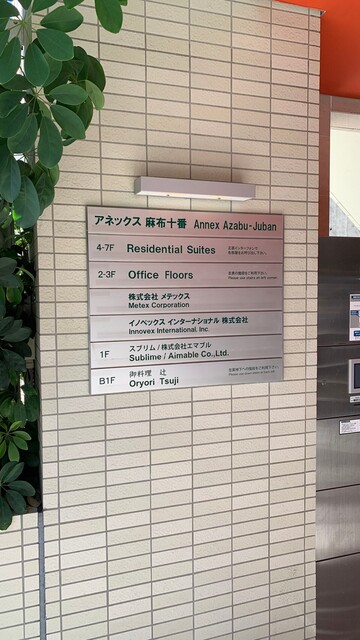 アネックス 麻布十番 Annex Azabu-Juban
4-7F Residential Suites
2-3F Office Floors
株式会社 メテックス
Metex Corporation
イノベックス インターナショナル 株式会社
Innovex International, Inc.
1F スブリム / 株式会社エマブル
Sublime / Aimable Co.,Ltd.
B1F 御料理 辻
Oryori Tsuji